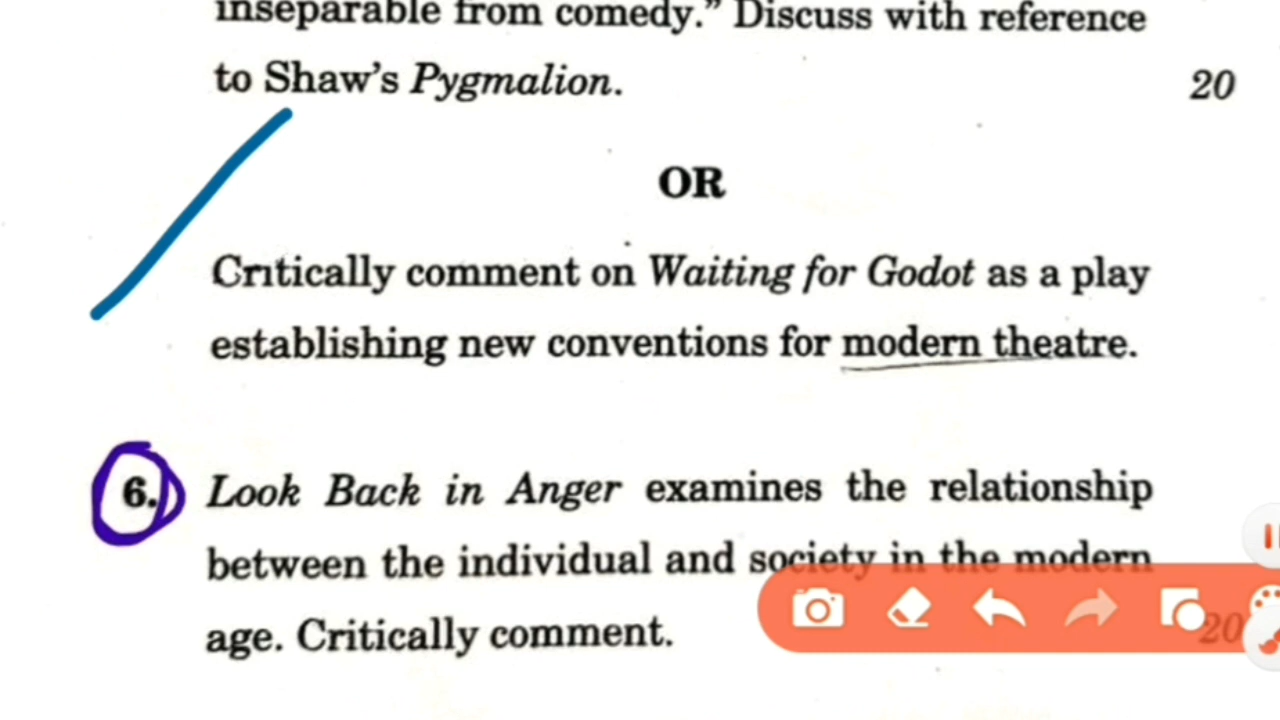 inseparable from comedy.” Discuss with reference
to Shaw’s Pygmalion. 20
OR
Critically comment on Waiting for Godot as a play
establishing new conventions for modern theatre.
6. Look Back in Anger examines the relationship
between the individual and society in the modern
age. Critically comment. 20